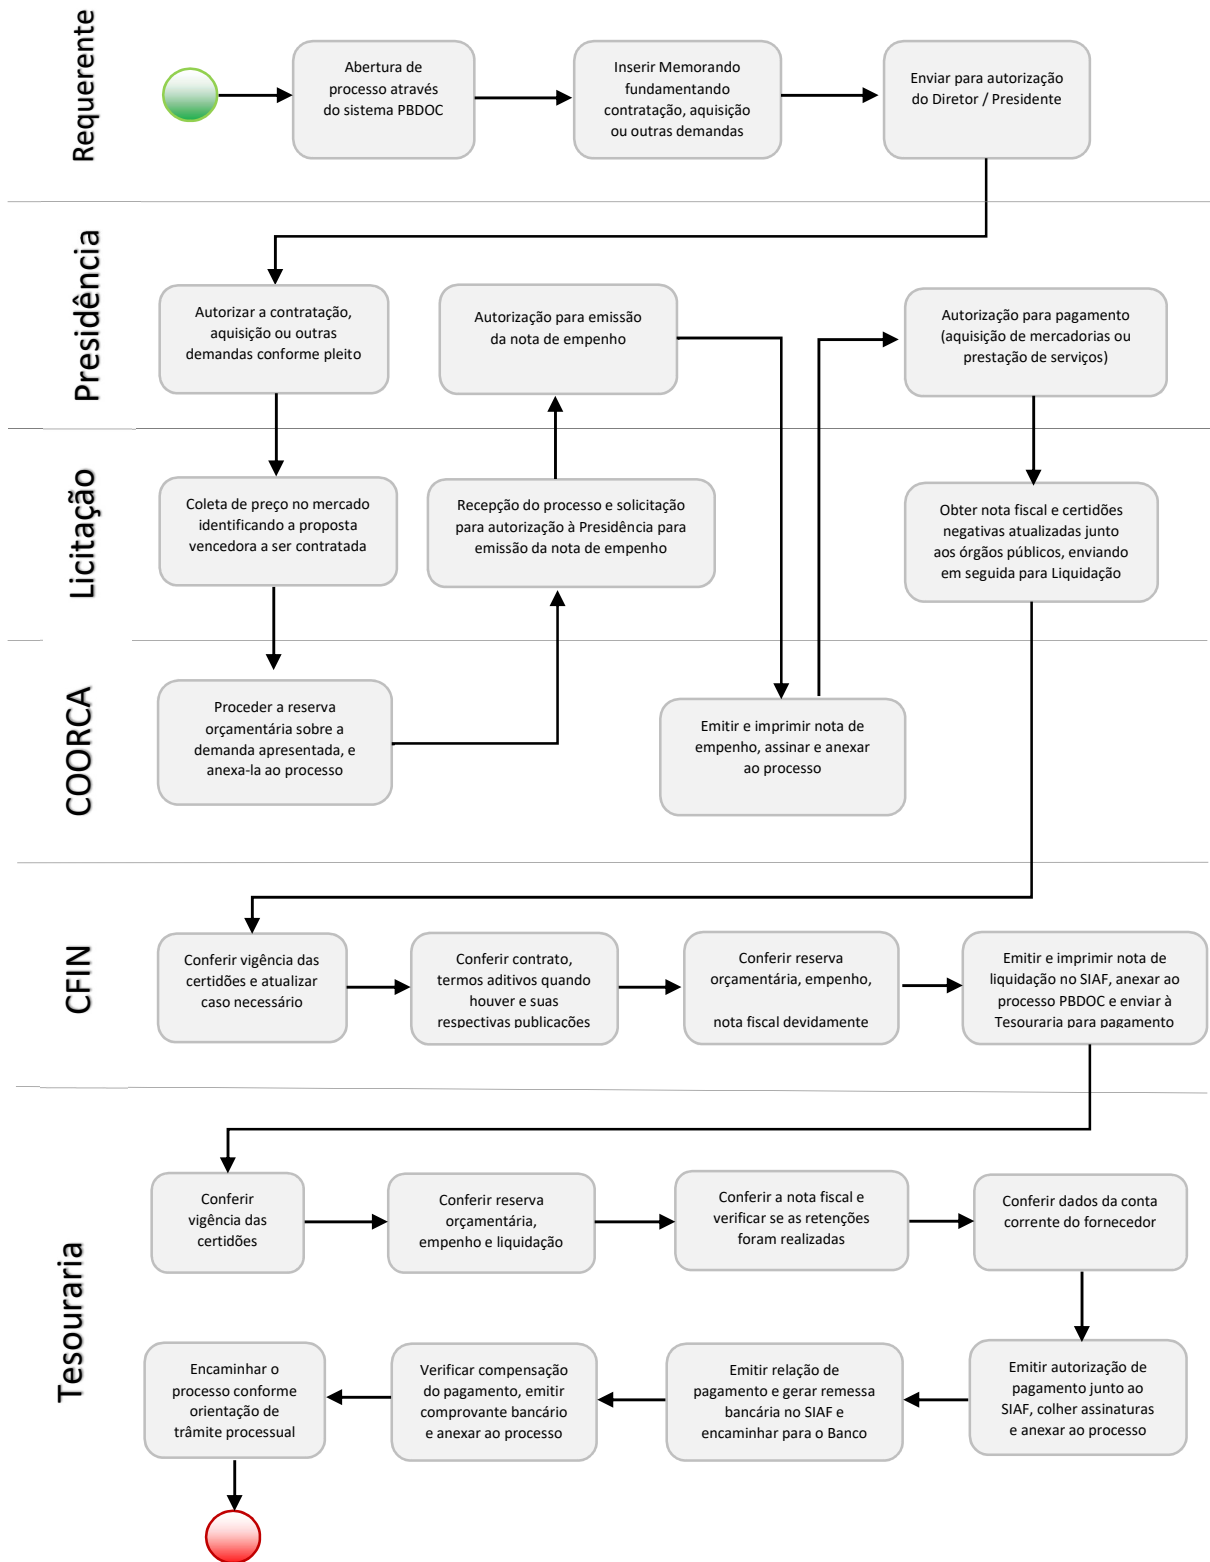 Requerente
Abertura de
processo através
do sistema PBDOC
Inserir Memorando
fundamentando
contratação, aquisição
ou outras demandas
Enviar para autorização
do Diretor / Presidente
Presidência
Autorizar a contratação,
aquisição ou outras
demandas conforme pleito
Autorização para emissão
da nota de empenho
Autorização para pagamento
(aquisição de mercadorias ou
prestação de serviços)
Licitação
Coleta de preço no mercado
identificando a proposta
vencedora a ser contratada
Recepção do processo e solicitação
para autorização à Presidência para
emissão da nota de empenho
Obter nota fiscal e certidões
negativas atualizadas junto
aos órgãos públicos, enviando
em seguida para Liquidação
COORCA
Proceder a reserva
orçamentária sobre a
demanda apresentada, e
anexa-la ao processo
Emitir e imprimir nota de
empenho, assinar e anexar
ao processo
CFIN
Conferir vigência das
certidões e atualizar
caso necessário
Conferir contrato,
termos aditivos quando
houver e suas
respectivas publicações
Conferir reserva
orçamentária, empenho,
nota fiscal devidamente
Emitir e imprimir nota de
liquidação no SIAF, anexar ao
processo PBDOC e enviar à
Tesouraria para pagamento
Tesouraria
Conferir
vigência das
certidões
Conferir reserva
orçamentária,
empenho e liquidação
Conferir a nota fiscal e
verificar se as retenções
foram realizadas
Conferir dados da conta
corrente do fornecedor
Encaminhar o
processo conforme
orientação de
trâmite processual
Verificar compensação
do pagamento, emitir
comprovante bancário
e anexar ao processo
Emitir relação de
pagamento e gerar remessa
bancária no SIAF e
encaminhar para o Banco
Emitir autorização de
pagamento junto ao
SIAF, colher assinaturas
e anexar ao processo